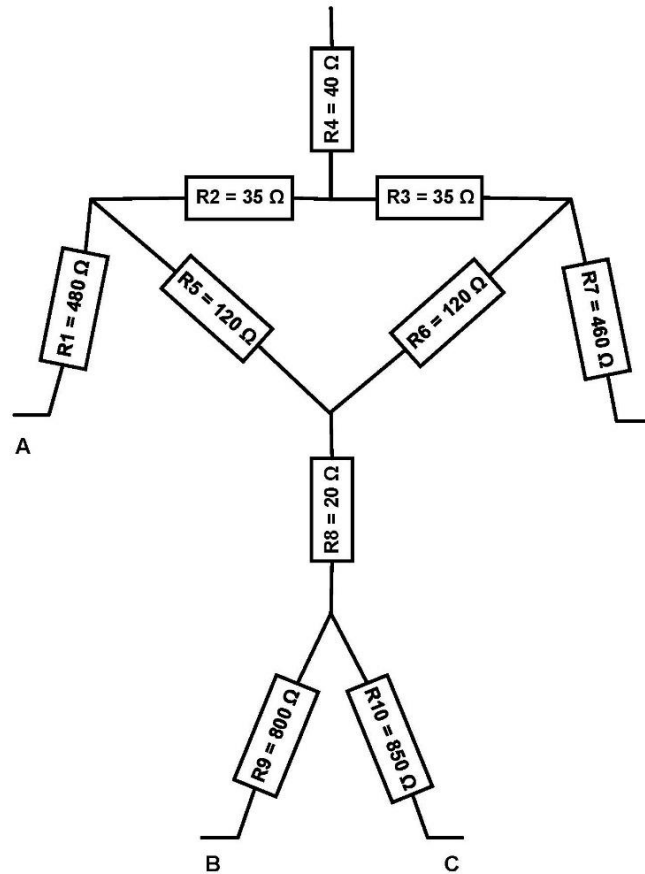 R4 = 40 Ω
R2 = 35 Ω
R3 = 35 Ω
R1 = 480 Ω
R5 = 120 Ω
R6 = 120 Ω
R7 = 460 Ω
A
R8 = 20 Ω
R9 = 800 Ω
R10 = 850 Ω
B
C